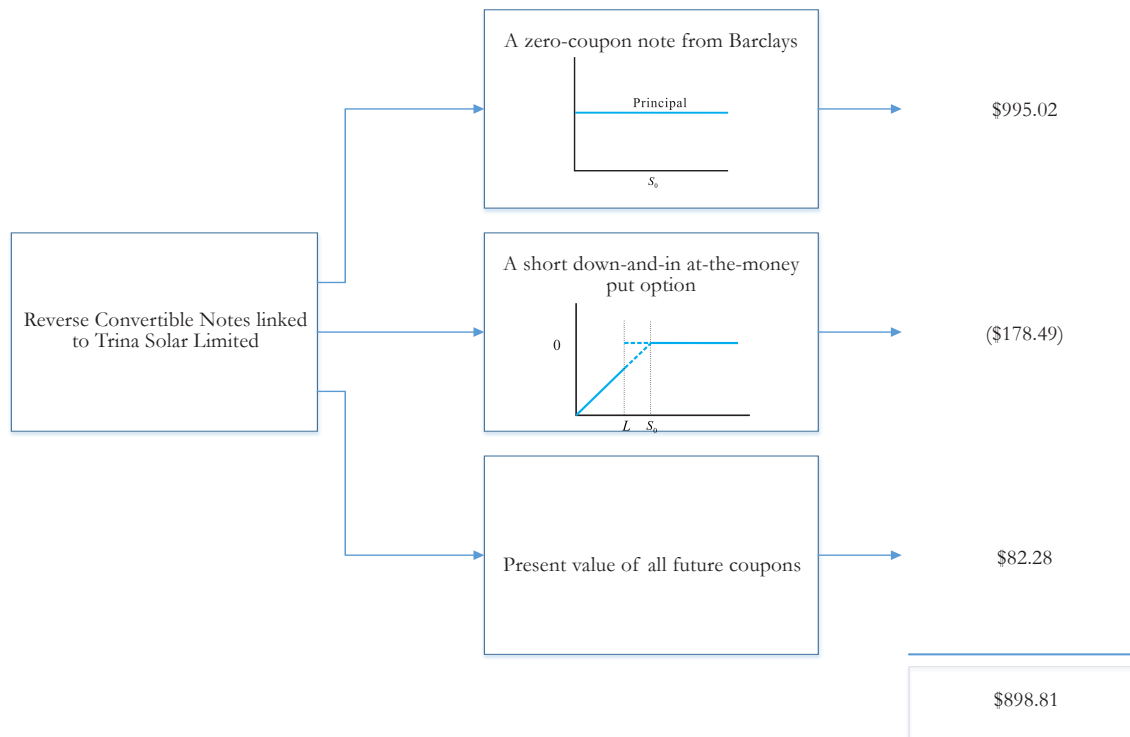 A zero-coupon note from Barclays
Principal
S₀
$995.02
Reverse Convertible Notes linked
to Trina Solar Limited
A short down-and-in at-the-money
put option
0
L S₀
($178.49)
Present value of all future coupons
$82.28
$898.81